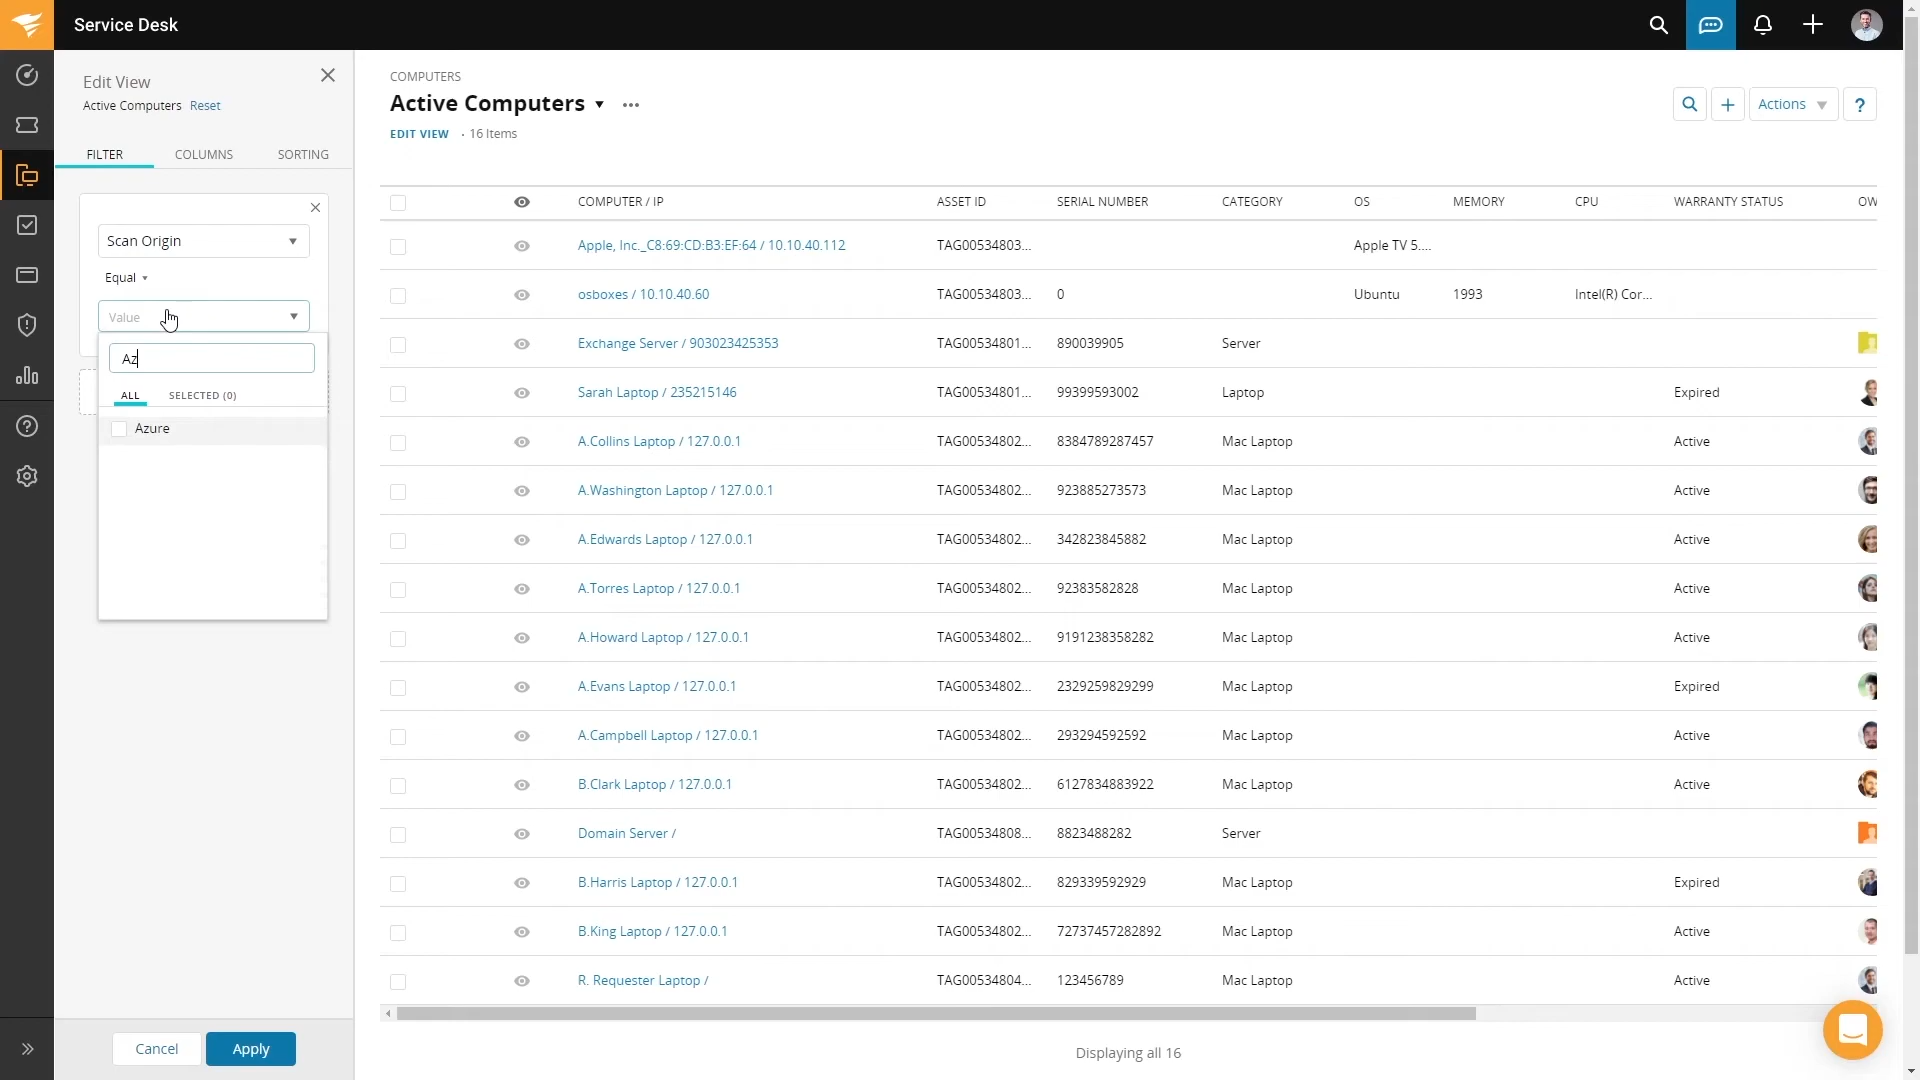 Service Desk
Edit View
Active Computers Reset
FILTER COLUMNS SORTING
Scan Origin
Equal
Value
Az
ALL SELECTED (0)
Azure
Cancel Apply
COMPUTERS
Active Computers
EDIT VIEW · 16 Items
Actions ?
COMPUTER / IP ASSET ID SERIAL NUMBER CATEGORY OS MEMORY CPU WARRANTY STATUS OW
Apple, Inc._C8:69:CD:B3:EF:64 / 10.10.40.112 TAG00534803... Apple TV 5....
osboxes / 10.10.40.60 TAG00534803... 0 Ubuntu 1993 Intel(R) Cor...
Exchange Server / 903023425353 TAG00534801... 890039905 Server
Sarah Laptop / 235215146 TAG00534801... 99399593002 Laptop Expired
A.Collins Laptop / 127.0.0.1 TAG00534802... 8384789287457 Mac Laptop Active
A.Washington Laptop / 127.0.0.1 TAG00534802... 923885273573 Mac Laptop Active
A.Edwards Laptop / 127.0.0.1 TAG00534802... 342823845882 Mac Laptop Active
A.Torres Laptop / 127.0.0.1 TAG00534802... 92383582828 Mac Laptop Active
A.Howard Laptop / 127.0.0.1 TAG00534802... 9191238358282 Mac Laptop Active
A.Evans Laptop / 127.0.0.1 TAG00534802... 2329259829299 Mac Laptop Expired
A.Campbell Laptop / 127.0.0.1 TAG00534802... 293294592592 Mac Laptop Active
B.Clark Laptop / 127.0.0.1 TAG00534802... 6127834883922 Mac Laptop Active
Domain Server / TAG00534808... 8823488282 Server
B.Harris Laptop / 127.0.0.1 TAG00534802... 829339592929 Mac Laptop Expired
B.King Laptop / 127.0.0.1 TAG00534802... 72737457282892 Mac Laptop Active
R. Requester Laptop / TAG00534804... 123456789 Mac Laptop Active
Displaying all 16